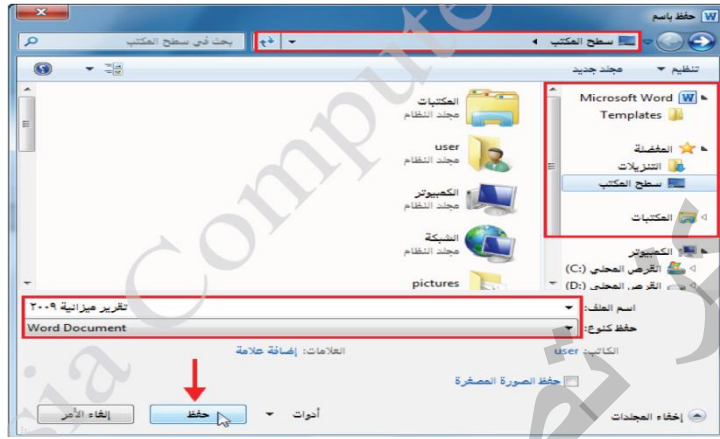 حفظ باسم
سطح المكتب
بحث في سطح المكتب
تنظيم
مجلد جديد
Microsoft Word
Templates
المفضلة
التنزيلات
سطح المكتب
المكتبات
الكمبيوتر
القرص المحلي (C:)
القرص المحلي (D:)
المكتبات
مجلد النظام
user
مجلد النظام
الكمبيوتر
مجلد النظام
الشبكة
مجلد النظام
pictures
اسم الملف: تقرير ميزانية ٢٠٠٩
حفظ كنوع: Word Document
الكاتب: user
العلامات: إضافة علامة
حفظ الصورة المصغرة
إخفاء المجلدات
أدوات
حفظ
إلغاء الأمر